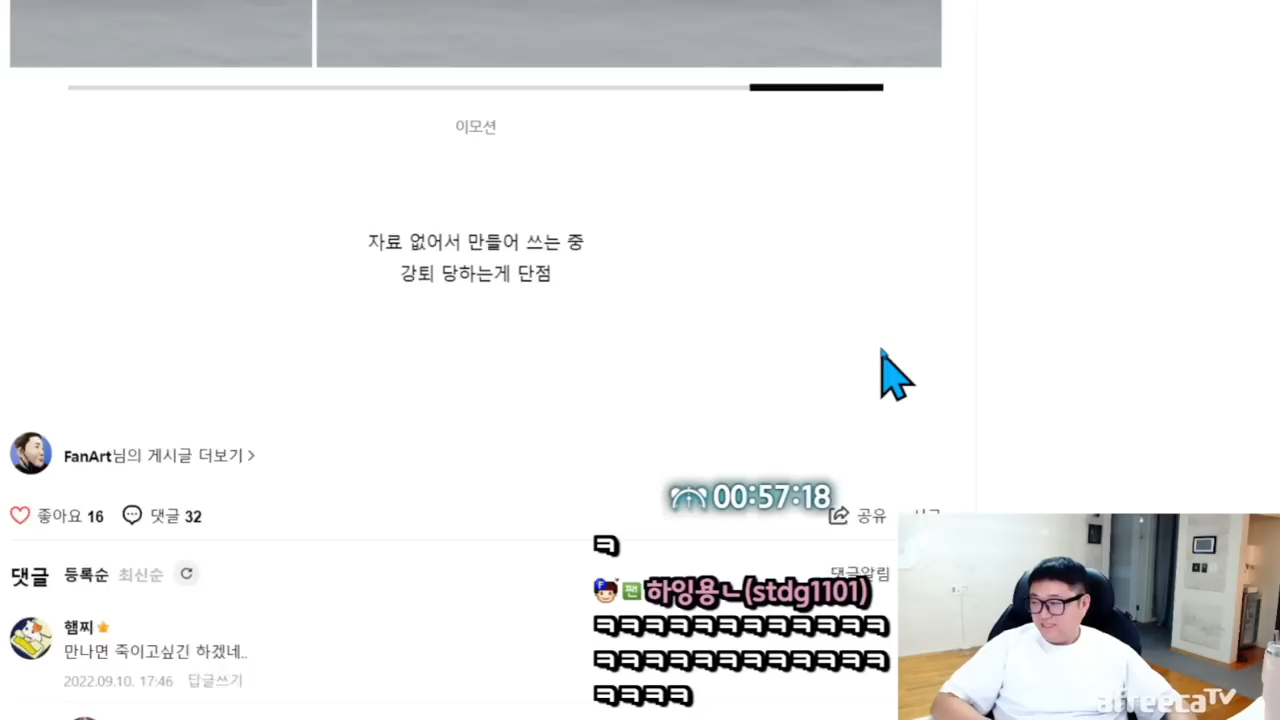 이모션
자료 없어서 만들어 쓰는 중
강퇴 당하는게 단점
FanArt님의 게시글 더보기 >
좋아요 16 댓글 32
00:57:18
공유
댓글 등록순 최신순
댓글알림
ㅋ
팬 하잉용ㄴ(stdg1101)
ㅋㅋㅋㅋㅋㅋㅋㅋㅋㅋㅋㅋ
ㅋㅋㅋㅋㅋㅋㅋㅋㅋㅋㅋㅋ
ㅋㅋㅋㅋ
햄찌
만나면 죽이고싶긴 하겠네..
2022.09.10. 17:46 답글쓰기
afreecaTV